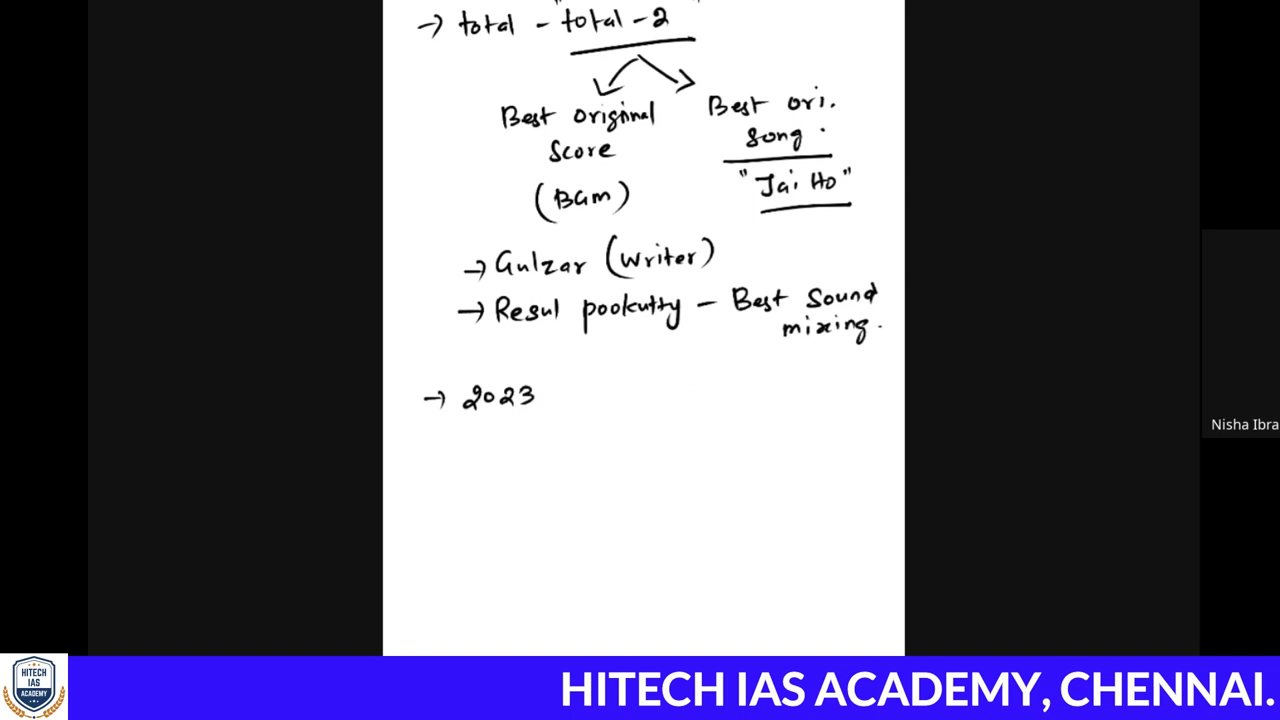 → total - "total - 2"
Best Original
Score
(BGM)
Best ori.
Song.
"Jai Ho"
→ Gulzar (writer)
→ Resul pookutty - Best Sound
mixing.
→ 2023
Nisha Ibra
HITECH
IAS
ACADEMY
HITECH IAS ACADEMY, CHENNAI.